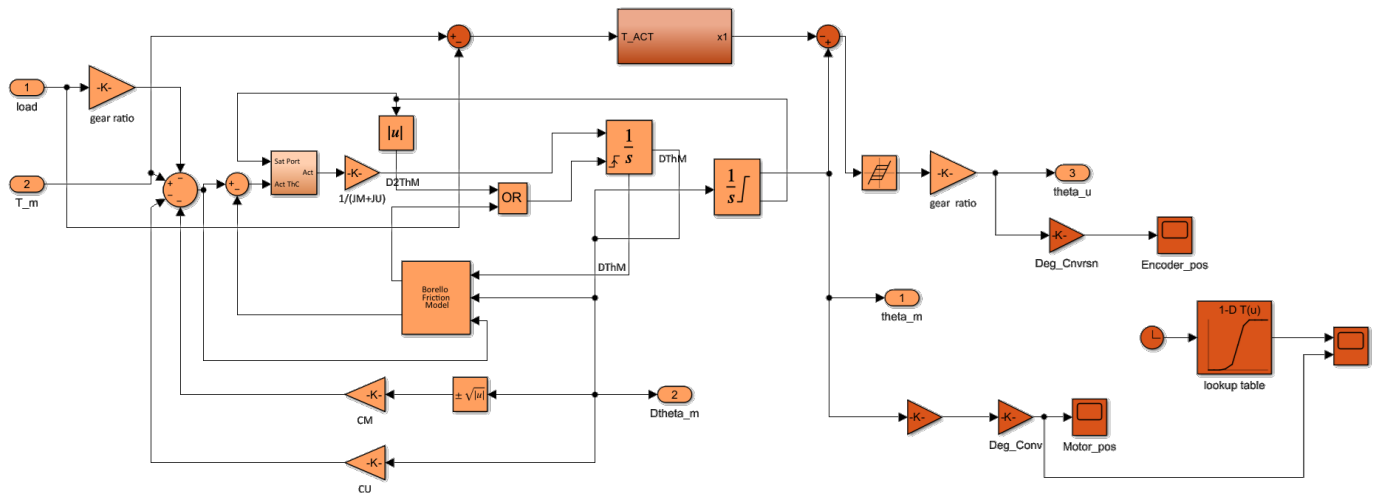 T_ACT
x1
-K-
1
load
gear ratio
|u|
1
s
DThM
Sat Port
Act
Act ThC
-K-
D2ThM
1/(JM+JU)
OR
1
s
-K-
gear ratio
3
theta_u
2
T_m
-K-
Deg_Cnvrsn
Encoder_pos
DThM
Borello
Friction
Model
1
theta_m
1-D T(u)
lookup table
-K-
CM
± √|u|
2
Dtheta_m
-K-
-K-
Deg_Conv
Motor_pos
-K-
CU